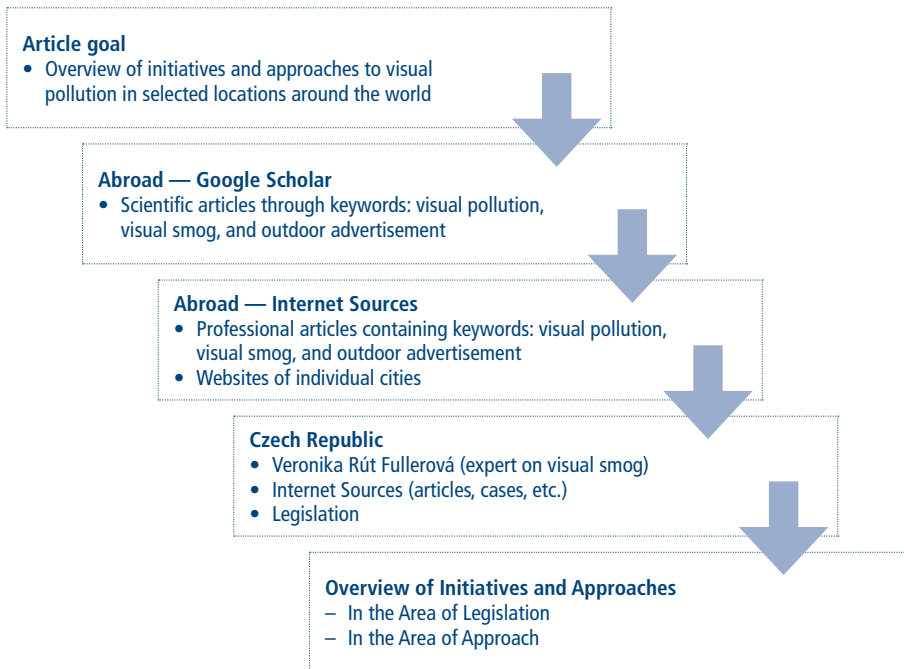 Article goal
• Overview of initiatives and approaches to visual
pollution in selected locations around the world
Abroad — Google Scholar
• Scientific articles through keywords: visual pollution,
visual smog, and outdoor advertisement
Abroad — Internet Sources
• Professional articles containing keywords: visual pollution,
visual smog, and outdoor advertisement
• Websites of individual cities
Czech Republic
• Veronika Rút Fullerová (expert on visual smog)
• Internet Sources (articles, cases, etc.)
• Legislation
Overview of Initiatives and Approaches
– In the Area of Legislation
– In the Area of Approach